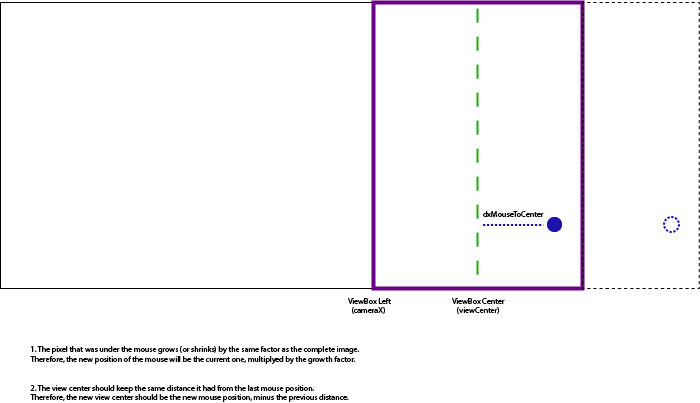 dxMouseToCenter
ViewBox Left
(cameraX)
ViewBox Center
(viewCenter)
1. The pixel that was under the mouse grows (or shrinks) by the same factor as the complete image.
Therefore, the new position of the mouse will be the current one, multiplyed by the growth factor.
2. The view center should keep the same distance it had from the last mouse position.
Therefore, the new view center should be the new mouse position, minus the previous distance.